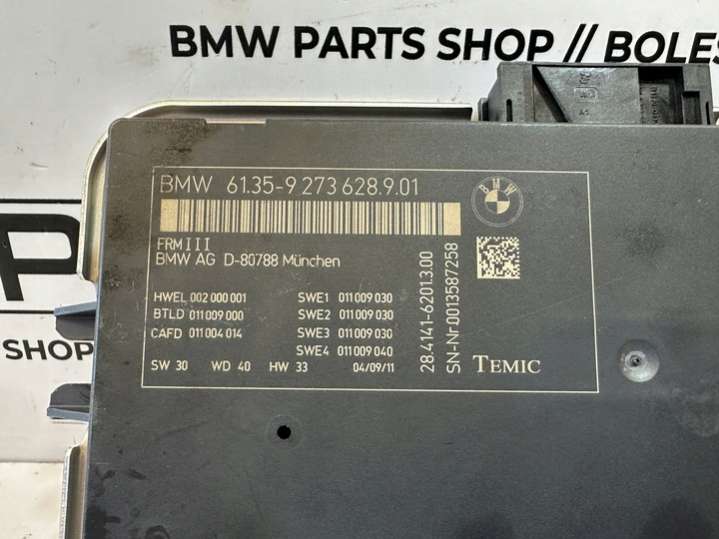 BMW PARTS SHOP // BOLES
BMW 61.35-9 273 628.9.01
BMW
FRMIII
BMW AG D-80788 München
HWEL 002 000 001
BTLD 011 009 000
CAFD 011 004 014
SWE1 011 009 030
SWE2 011 009 030
SWE3 011 009 030
SWE4 011 009 040
SW 30 WD 40 HW 33 04/09/11
28.4141-6201.3.00
SN-Nr.0013587258
TEMIC
SHOP